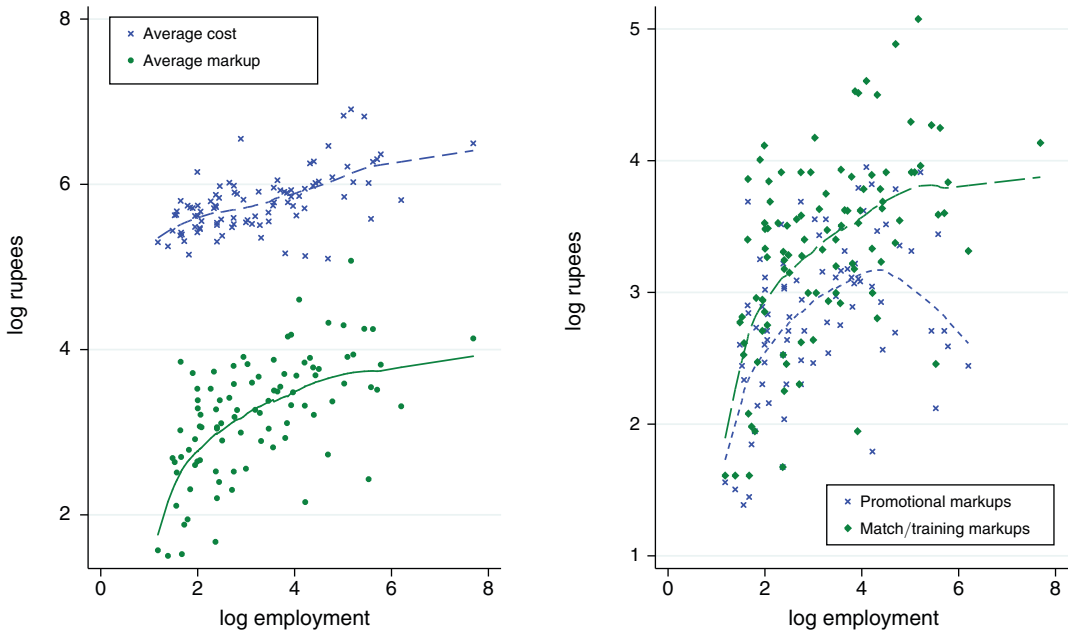 8
6
4
2
log rupees
Average cost
Average markup
0 2 4 6 8
log employment
5
4
3
2
1
log rupees
Promotional markups
Match/training markups
0 2 4 6 8
log employment